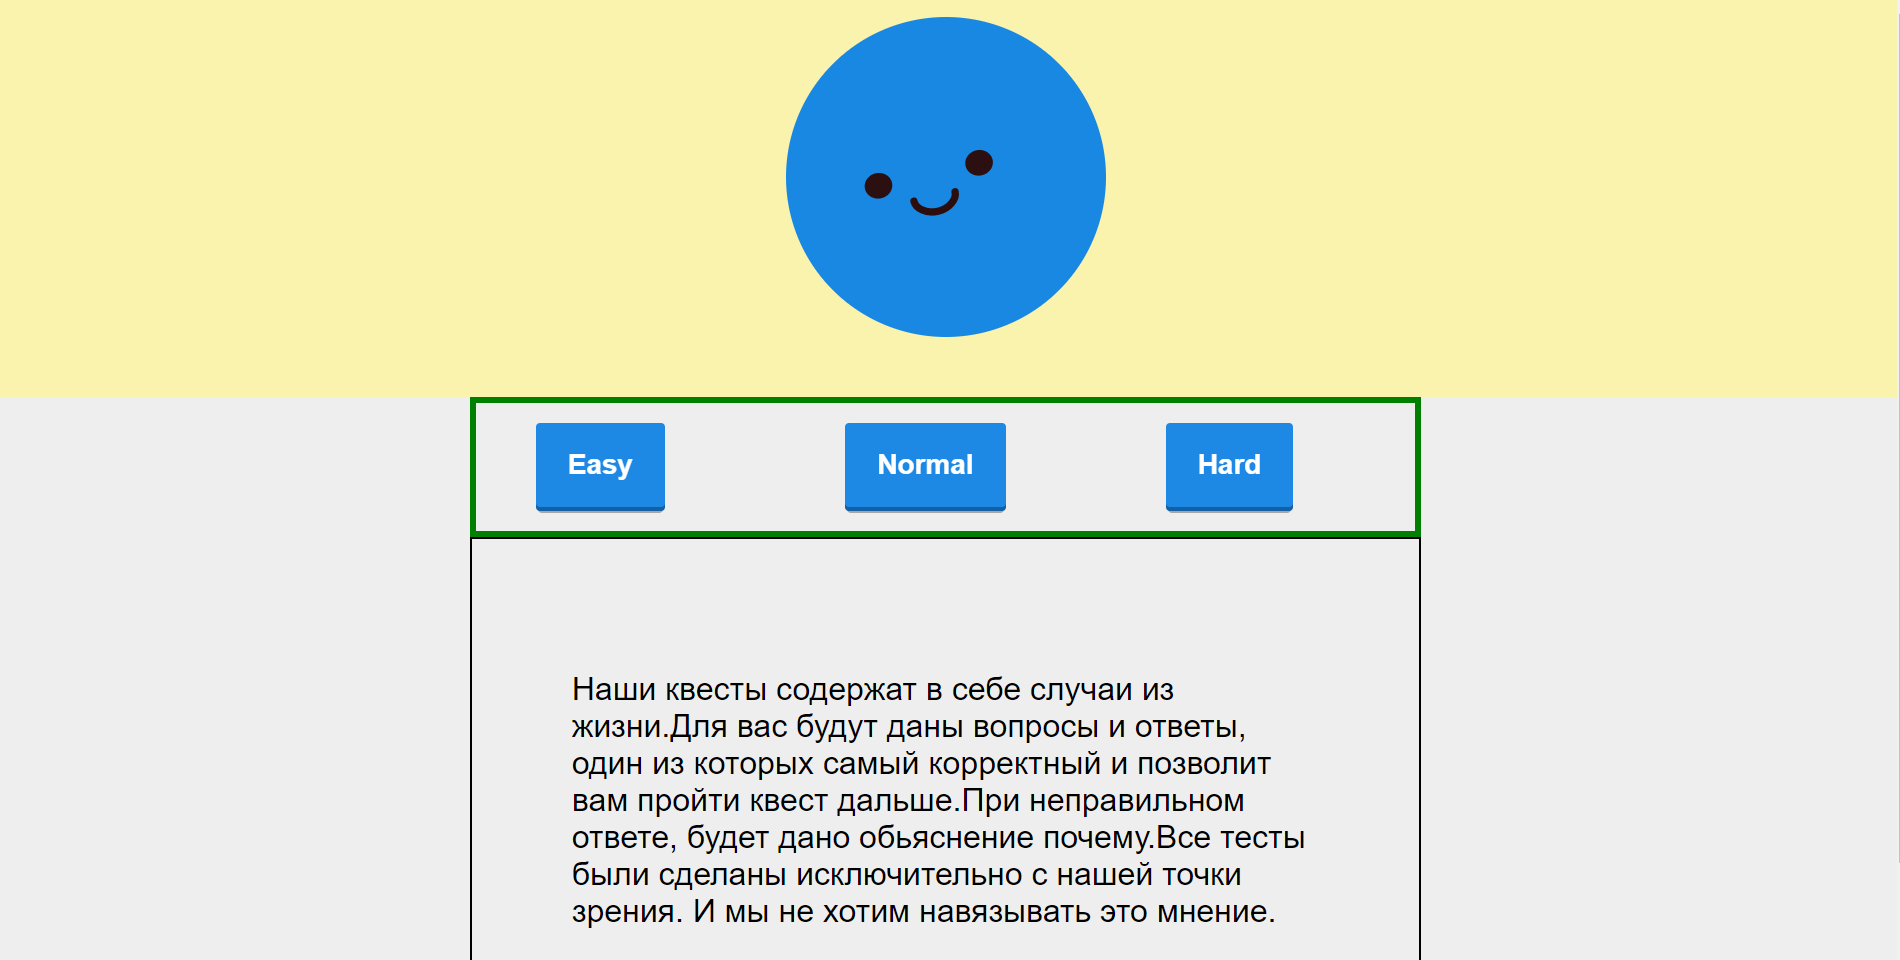 Easy Normal Hard
Наши квесты содержат в себе случаи из
жизни.Для вас будут даны вопросы и ответы,
один из которых самый корректный и позволит
вам пройти квест дальше.При неправильном
ответе, будет дано обьяснение почему.Все тесты
были сделаны исключительно с нашей точки
зрения. И мы не хотим навязывать это мнение.